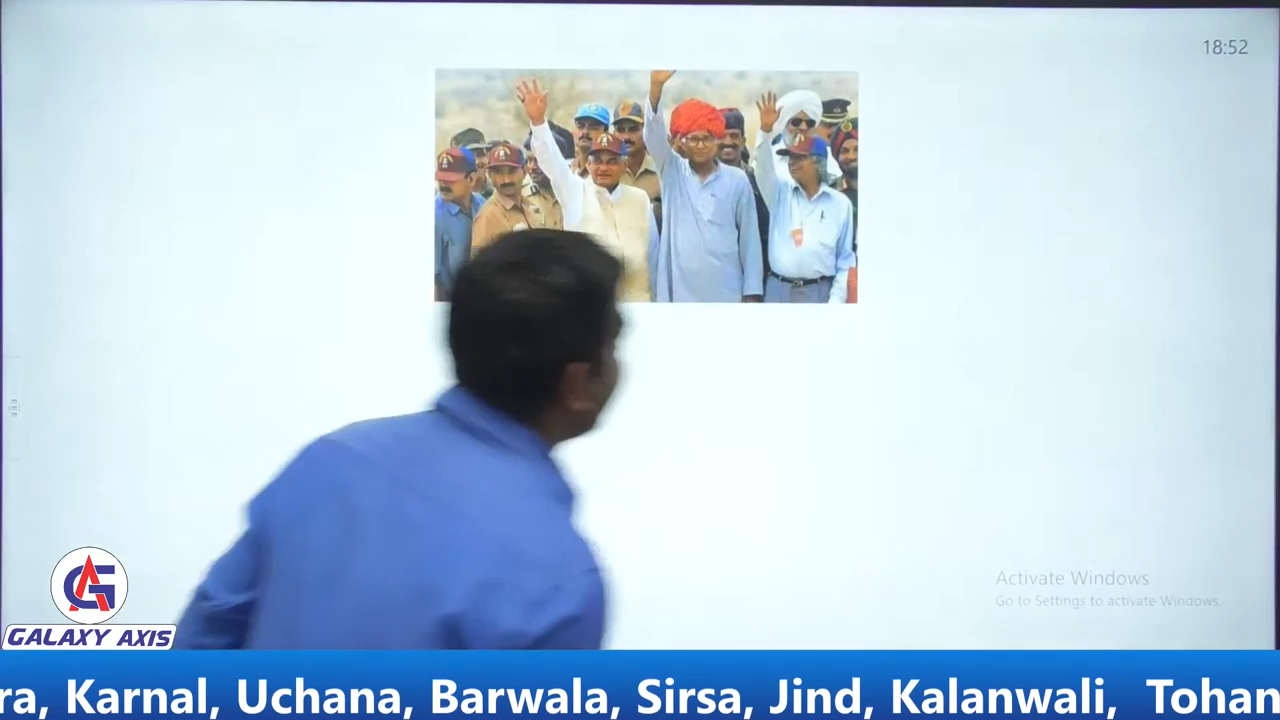 18:52
Activate Windows
Go to Settings to activate Windows.
GALAXY AXIS
ra, Karnal, Uchana, Barwala, Sirsa, Jind, Kalanwali, Tohan